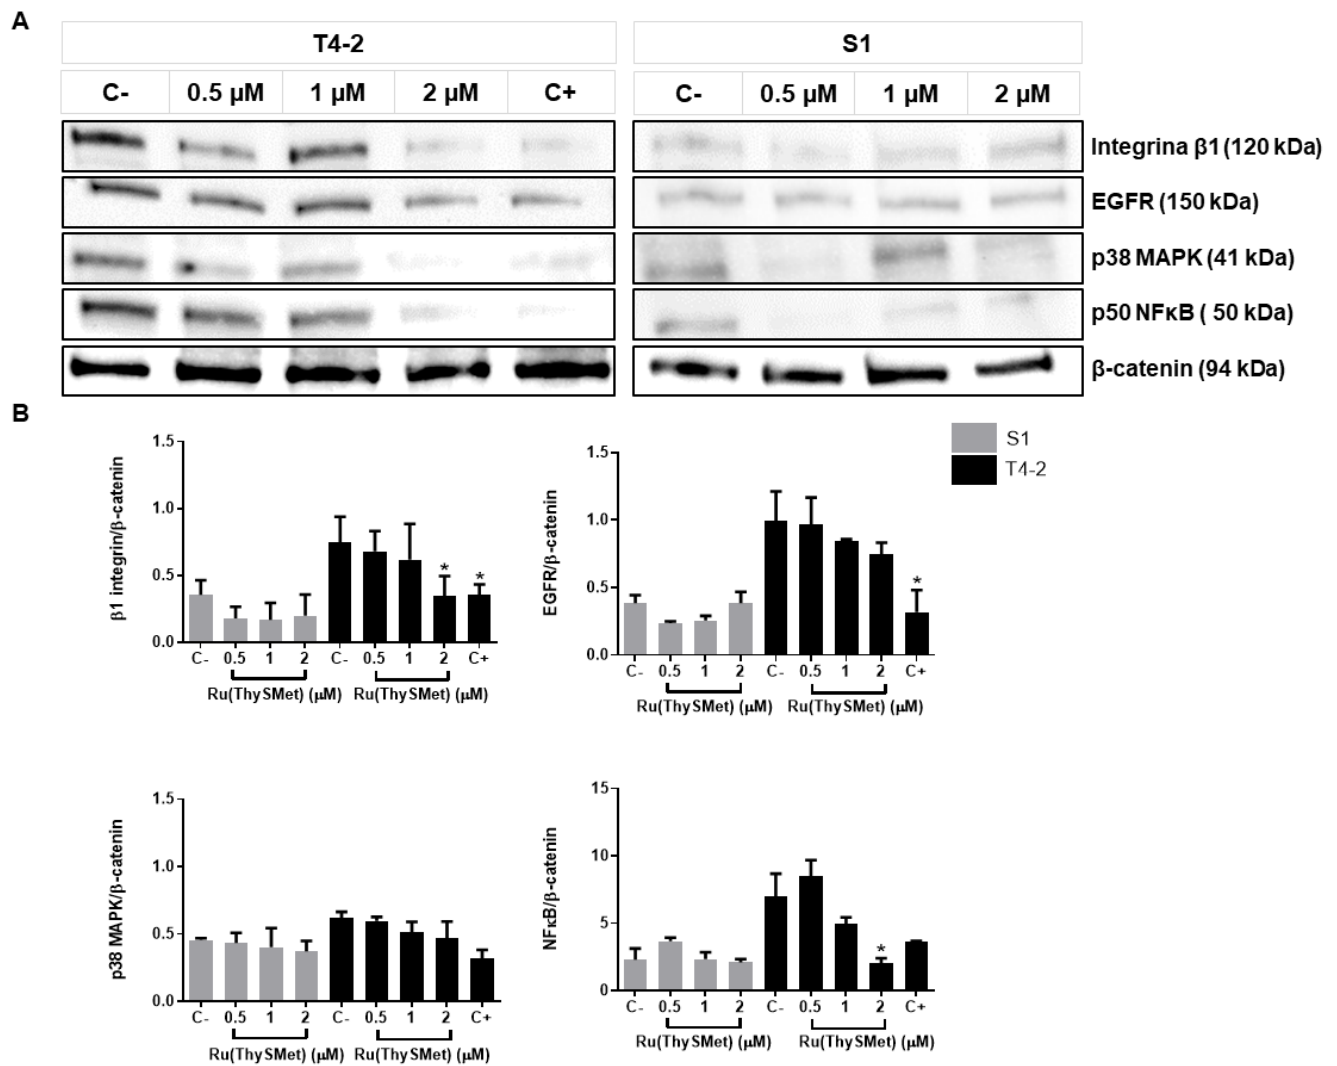 A
T4-2 S1
C- 0.5 µM 1 µM 2 µM C+ C- 0.5 µM 1 µM 2 µM
Integrina β1 (120 kDa)
EGFR (150 kDa)
p38 MAPK (41 kDa)
p50 NFκB ( 50 kDa)
β-catenin (94 kDa)
B
S1
T4-2
β1 integrin/β-catenin
1.5
1.0
0.5
0.0
* *
C- 0.5 1 2 C- 0.5 1 2 C+
Ru(ThySMet) (µM) Ru(ThySMet) (µM)
EGFR/β-catenin
1.5
1.0
0.5
0.0
*
C- 0.5 1 2 C- 0.5 1 2 C+
Ru(ThySMet) (µM) Ru(ThySMet) (µM)
p38 MAPK/β-catenin
1.5
1.0
0.5
0.0
C- 0.5 1 2 C- 0.5 1 2 C+
Ru(ThySMet) (µM) Ru(ThySMet) (µM)
NFκB/β-catenin
15
10
5
0
*
C- 0.5 1 2 C- 0.5 1 2 C+
Ru(ThySMet) (µM) Ru(ThySMet) (µM)